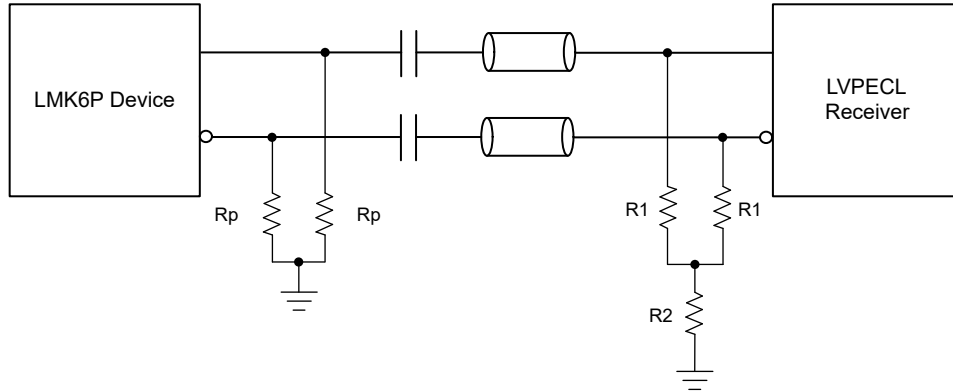 LMK6P Device
LVPECL
Receiver
Rp
Rp
R1
R1
R2